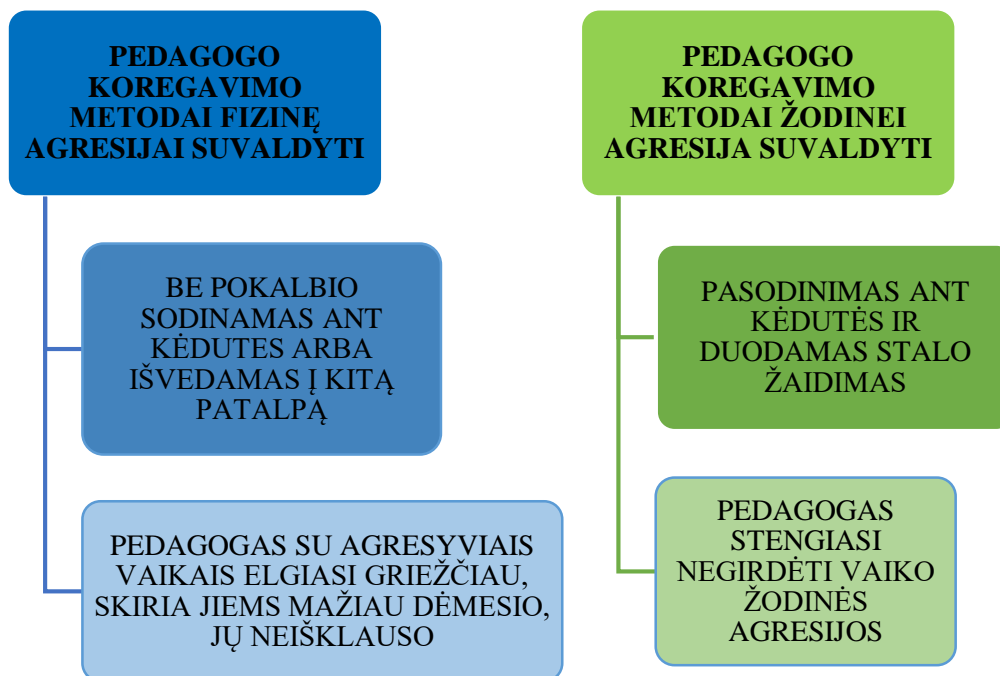 PEDAGOGO
KOREGAVIMO
METODAI FIZINĘ
AGRESIJAI SUVALDYTI
BE POKALBIO
SODINAMAS ANT
KĖDUTES ARBA
IŠVEDAMAS Į KITĄ
PATALPĄ
PEDAGOGAS SU AGRESYVIAIS
VAIKAIS ELGIASI GRIEŽČIAU,
SKIRIA JIEMS MAŽIAU DĖMESIO,
JŲ NEIŠKLAUSO
PEDAGOGO
KOREGAVIMO
METODAI ŽODINEI
AGRESIJA SUVALDYTI
PASODINIMAS ANT
KĖDUTĖS IR
DUODAMAS STALO
ŽAIDIMAS
PEDAGOGAS
STENGIASI
NEGIRDĖTI VAIKO
ŽODINĖS
AGRESIJOS